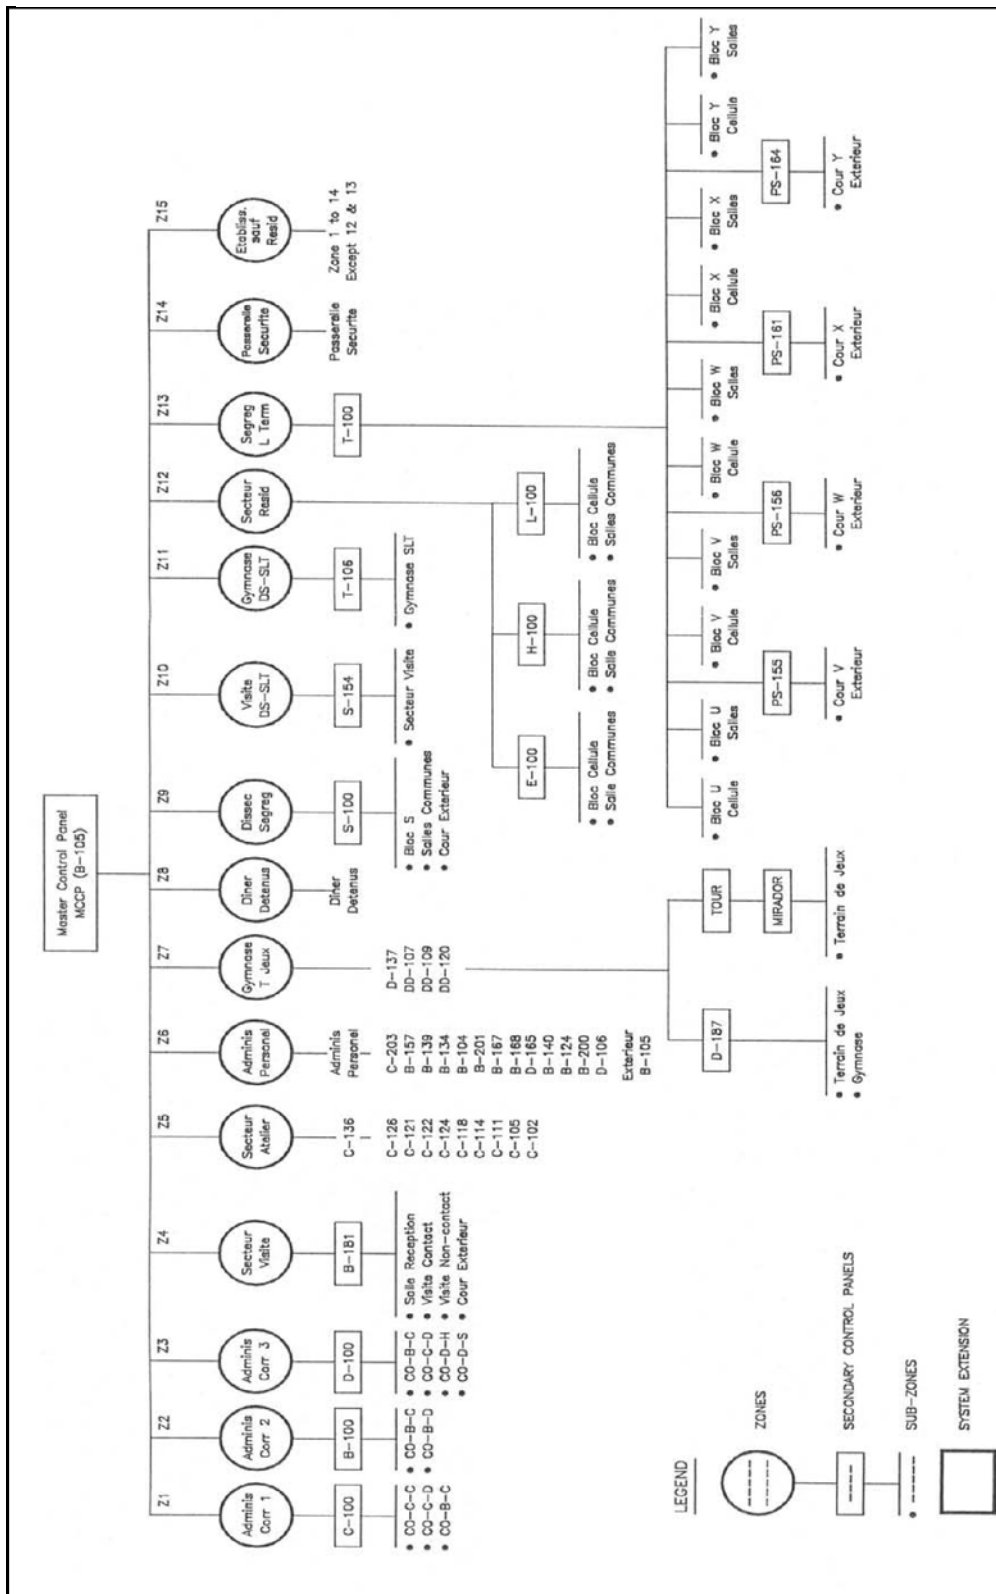 Master Control Panel
MCCP (B-105)
Z1
Adminis
Corr 1
C-100
• CO-C-C
• CO-C-D
• CO-B-C
Z2
Adminis
Corr 2
B-100
• CO-B-C
• CO-B-D
Z3
Adminis
Corr 3
D-100
• CO-B-C
• CO-C-D
• CO-D-H
• CO-D-S
Z4
Secteur
Visite
B-181
• Salle Reception
• Visite Contact
• Visite Non-contact
• Cour Exterieur
Z5
Secteur
Atelier
C-136
C-126
C-121
C-122
C-124
C-118
C-114
C-111
C-105
C-102
Z6
Adminis
Personel
Adminis
Personel
C-203
B-157
B-139
B-134
B-104
B-201
B-167
B-168
D-165
B-140
B-124
B-200
D-106
Exterieur
B-105
Z7
Gymnase
T Jeux
D-137
DD-107
DD-109
DD-120
D-187
• Terrain de Jeux
• Gymnase
TOUR
MIRADOR
• Terrain de Jeux
Z8
Diner
Detenus
Diner
Detenus
Z9
Dissec
Segreg
S-100
• Bloc S
• Salles Communes
• Cour Exterieur
Z10
Visite
DS-SLT
S-154
• Secteur Visite
Z11
Gymnase
DS-SLT
T-106
• Gymnase SLT
Z12
Secteur
Resid
E-100
• Bloc Cellule
• Salle Communes
H-100
• Bloc Cellule
• Salle Communes
L-100
• Bloc Cellule
• Salles Communes
Z13
Segreg
L Term
T-100
• Bloc U
Cellule
• Bloc U
Salles
PS-155
• Cour V
Exterieur
• Bloc V
Cellule
• Bloc V
Salles
PS-156
• Cour W
Exterieur
• Bloc W
Cellule
• Bloc W
Salles
PS-161
• Cour X
Exterieur
• Bloc X
Cellule
• Bloc X
Salles
PS-164
• Cour Y
Exterieur
• Bloc Y
Cellule
• Bloc Y
Salles
Z14
Passerelle
Securite
Passerelle
Securite
Z15
Etabliss.
sauf
Resid
Zone 1 to 14
Except 12 & 13
LEGEND
ZONES
SECONDARY CONTROL PANELS
• SUB-ZONES
SYSTEM EXTENSION